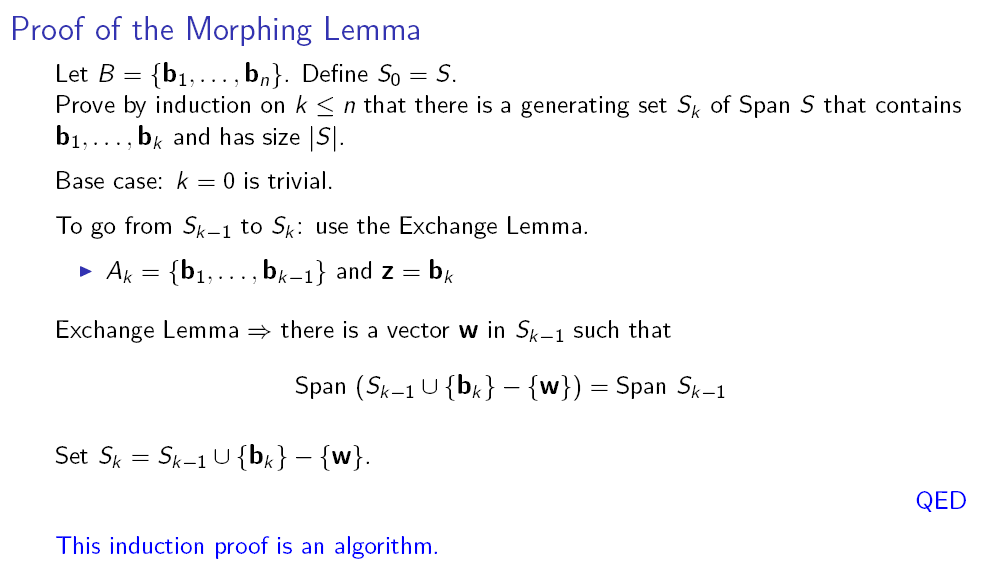 Proof of the Morphing Lemma
Let B = {b₁, . . . , bₙ}. Define S₀ = S.
Prove by induction on k ≤ n that there is a generating set Sₖ of Span S that contains
b₁, . . . , bₖ and has size |S|.
Base case: k = 0 is trivial.
To go from Sₖ₋₁ to Sₖ: use the Exchange Lemma.
▶ Aₖ = {b₁, . . . , bₖ₋₁} and z = bₖ
Exchange Lemma ⇒ there is a vector w in Sₖ₋₁ such that
Span (Sₖ₋₁ ∪ {bₖ} − {w}) = Span Sₖ₋₁
Set Sₖ = Sₖ₋₁ ∪ {bₖ} − {w}.
QED
This induction proof is an algorithm.